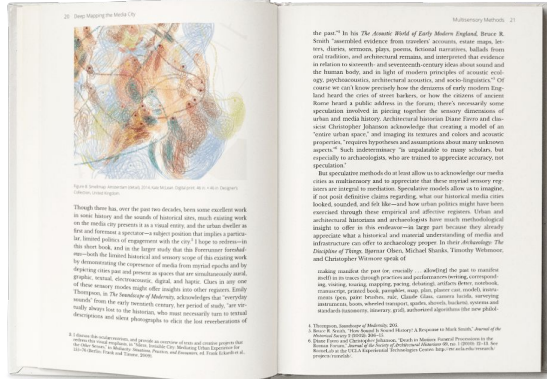 20 Deep Mapping the Media City
Though there has, over the past two decades, been some excellent work
in sonic history and the sounds of historical sites, much existing work
on the media city presents it as a visual entity, and the urban dweller as
first and foremost a spectator—a subject position that implies a particu-
lar, limited politics of engagement with the city. I hope to redress—in
this short book, and in the larger study that this Forerunner foreshad-
ows—both the limited historical and sensory scope of this existing work
by demonstrating the experience of media from myriad epochs and by
depicting cities past and present as spaces that are simultaneously aural,
graphic, textual, electroacoustic, digital, and haptic. Clues in any one
of these sensory modes might offer insights into other registers. Emily
Thompson, in The Soundscape of Modernity, acknowledges that "everyday
sounds" from the early twentieth century, her period of study, "are vir-
tually always lost to the historian, who must necessarily turn to textual
descriptions and silent photographs to elicit the lost reverberations of
Multisensory Methods 21
the past." In his The Acoustic World of Early Modern England, Bruce R.
Smith "assembled evidence from travelers' accounts, estate maps, let-
ters, diaries, sermons, plays, poems, fictional narratives, ballads from
oral tradition, and architectural remains, and interpreted that evidence
in relation to sixteenth- and seventeenth-century ideas about sound and
the human body, and in light of modern principles of acoustic ecol-
ogy, psychoacoustics, architectural acoustics, and socio-linguistics." Of
course we can't know precisely how the denizens of early modern Eng-
land heard the cries of street barkers, or how the citizens of ancient
Rome heard a public address in the forum; there's necessarily some
speculation involved in piecing together the sensory dimensions of
urban and media history. Architectural historian Diane Favro and clas-
sicist Christopher Johanson acknowledge that creating a model of an
"entire urban space," and imaging its textures and colors and acoustic
properties, "requires hypotheses and assumptions about many unknown
aspects." Such indeterminacy "is unpalatable to many scholars, but
especially to archaeologists, who are trained to appreciate accuracy, not
speculation."
But speculative methods do at least allow us to acknowledge our media
cities as multisensory and to appreciate that these myriad sensory reg-
isters are integral to mediation. Speculative models allow us to imagine,
if not posit definitive claims regarding, what our historical media cities
looked, sounded, and felt like—and how urban politics might have been
exercised through these empirical and affective registers. Urban and
architectural historians and archaeologists have much methodological
insight to offer in this endeavor—in large part because they already
appreciate what a historical and material understanding of media and
infrastructure can offer to archaeology proper. In their Archaeology: The
Discipline of Things, Bjørnar Olsen, Michael Shanks, Timothy Webmoor,
and Christopher Witmore speak of
making manifest the past (or, crucially . . . allow[ing] the past to manifest
itself) in its traces through practices and performances (writing, correspond-
ing, visiting, touring, mapping, pacing, debating), artifacts (letter, notebook,
manuscript, printed book, pamphlet, map, plan, plaster cast, model), instru-
ments (pen, paint brushes, rule, Claude Glass, camera lucida, surveying
instruments, boots, wheeled transport, spades, shovels, buckets), systems and
standards (taxonomy, itinerary, grid), authorized algorithms (the new philol-
4 Thompson, Soundscape of Modernity,
5 Bruce R. Smith, "How Sound Is Sound History? A Response to Mark Smith," Journal of the
Historical Society 2 (2002):
6 Diane Favro and Christopher Johanson, "Death in Motion: Funeral Processions in the
Roman Forum," Journal of the Society of Architectural Historians